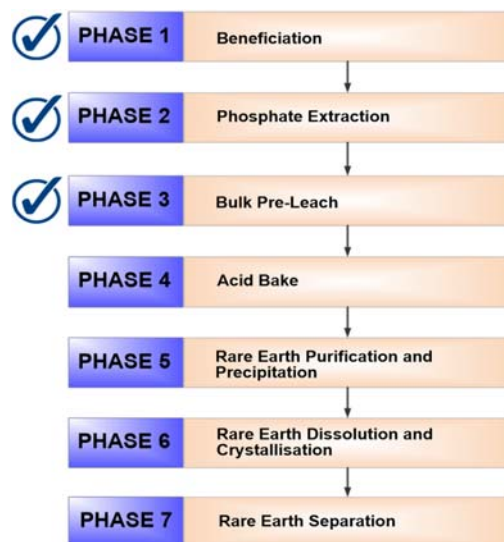 PHASE 1 Beneficiation
PHASE 2 Phosphate Extraction
PHASE 3 Bulk Pre-Leach
PHASE 4 Acid Bake
PHASE 5 Rare Earth Purification and
Precipitation
PHASE 6 Rare Earth Dissolution and
Crystallisation
PHASE 7 Rare Earth Separation